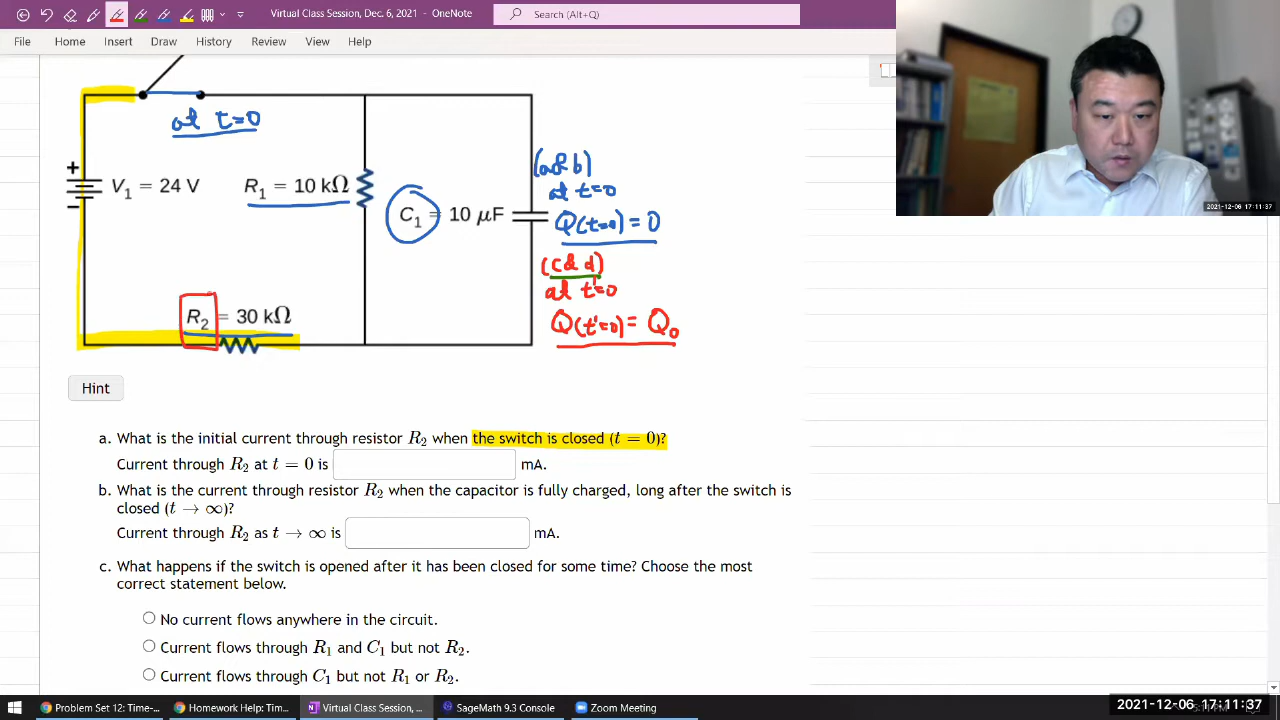 Virtual Class Session, Dec 6, 2021 - OneNote
Search (Alt+Q)
File Home Insert Draw History Review View Help
at t=0
+
V₁ = 24 V
R₁ = 10 kΩ
C₁ = 10 μF
(a&b)
at t=0
Q(t=0) = 0
(c&d)
at t'=0
Q(t'=0) = Q₀
R₂ = 30 kΩ
Hint
a. What is the initial current through resistor R₂ when the switch is closed (t = 0)?
Current through R₂ at t = 0 is mA.
b. What is the current through resistor R₂ when the capacitor is fully charged, long after the switch is
closed (t → ∞)?
Current through R₂ as t → ∞ is mA.
c. What happens if the switch is opened after it has been closed for some time? Choose the most
correct statement below.
No current flows anywhere in the circuit.
Current flows through R₁ and C₁ but not R₂.
Current flows through C₁ but not R₁ or R₂.
2021-12-06 17:11:37
Problem Set 12: Time-... Homework Help: Tim... Virtual Class Session, ... SageMath 9.3 Console Zoom Meeting
2021-12-06 17:11:37